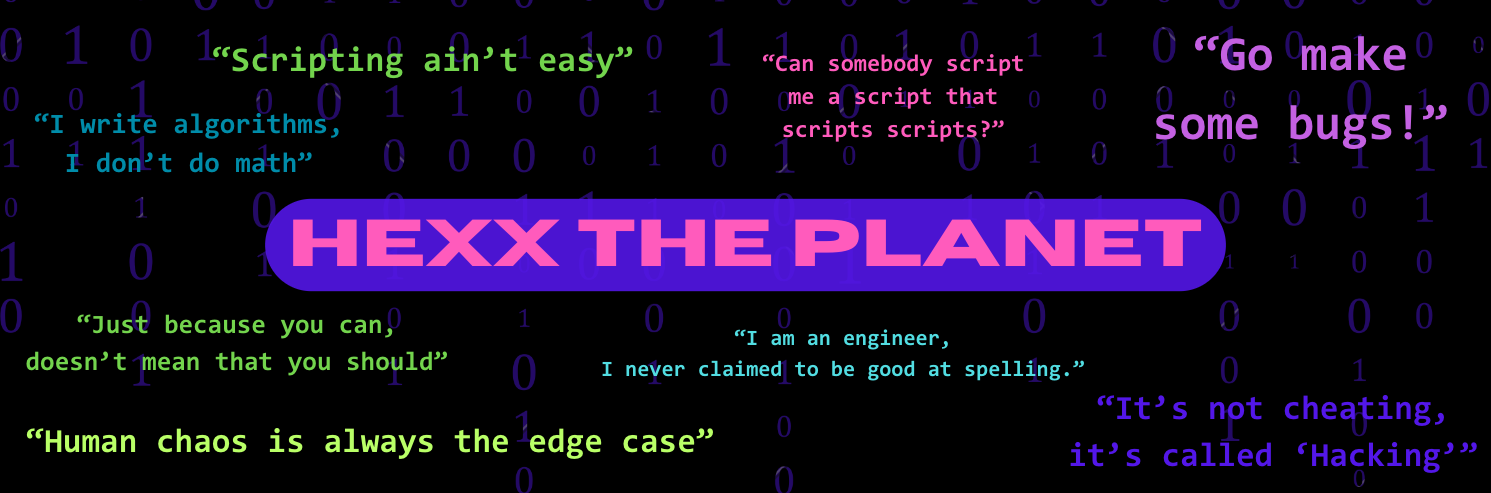 “Scripting ain’t easy”
“Can somebody script
me a script that
scripts scripts?”
“Go make
some bugs!”
“I write algorithms,
I don’t do math”
HEXX THE PLANET
“Just because you can,
doesn’t mean that you should”
“I am an engineer,
I never claimed to be good at spelling.”
“Human chaos is always the edge case”
“It’s not cheating,
it’s called ‘Hacking’”